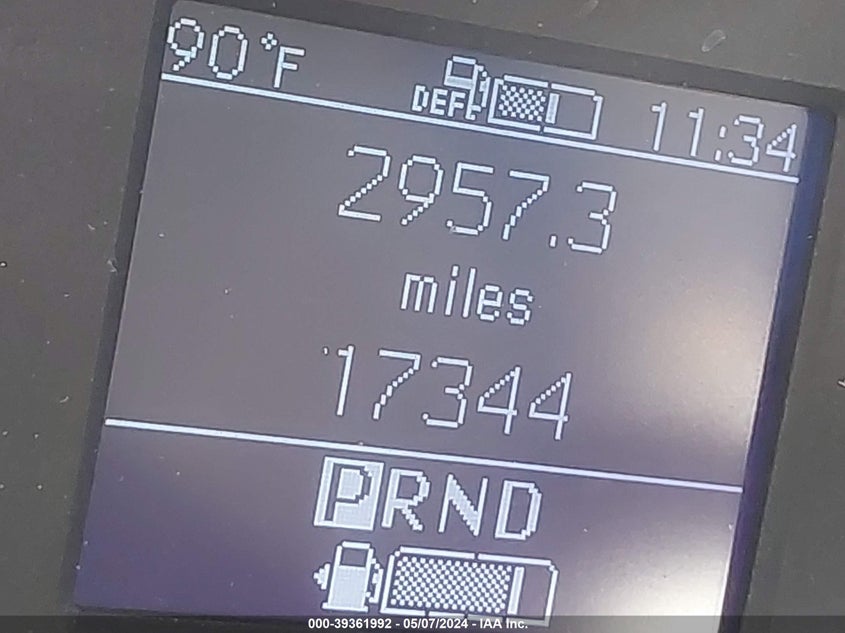 90°F DEF 11:34
2957.3
miles
17344
PRND
000-39361992 - 05/07/2024 - IAA Inc.